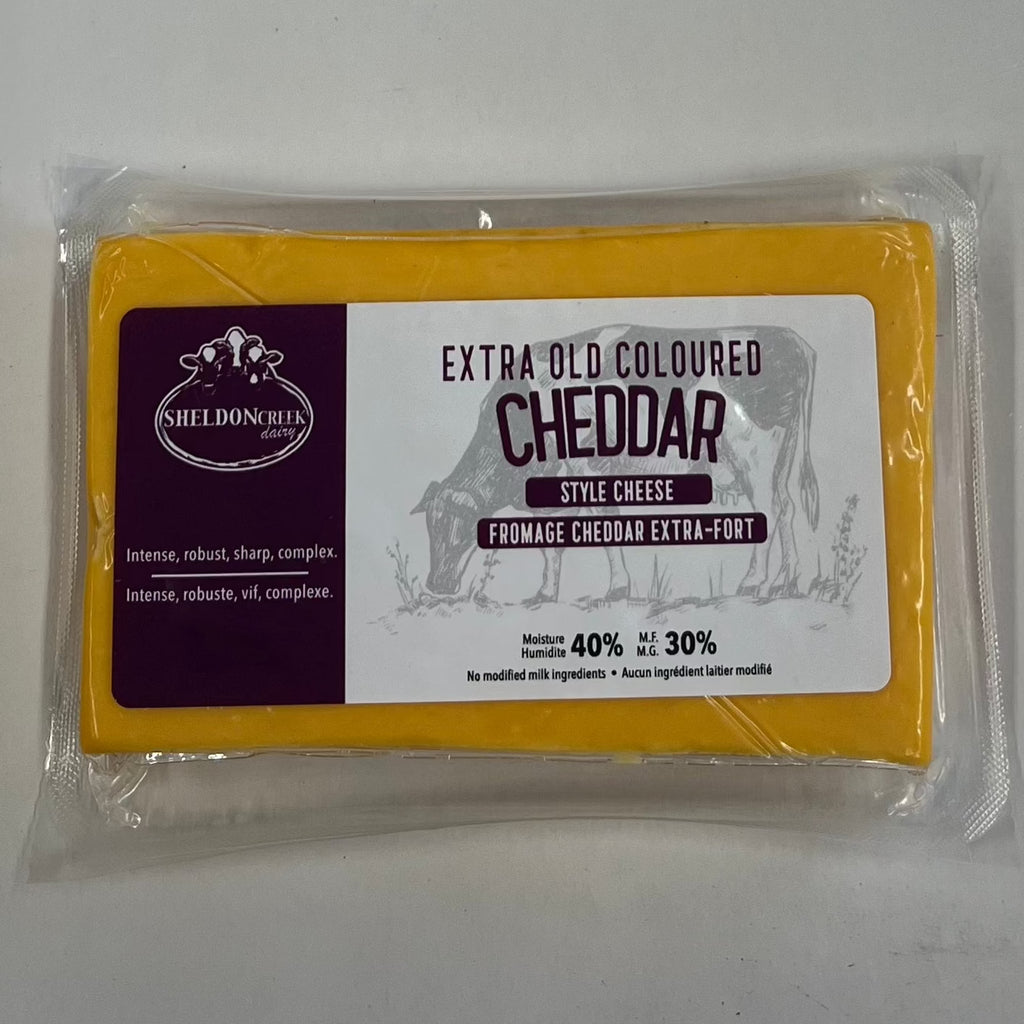 SHELDON CREEK
dairy
Intense, robust, sharp, complex.
Intense, robuste, vif, complexe.
EXTRA OLD COLOURED
CHEDDAR
STYLE CHEESE
FROMAGE CHEDDAR EXTRA-FORT
Moisture
Humidite 40% M.F.
M.G. 30%
No modified milk ingredients • Aucun ingrédient laitier modifié